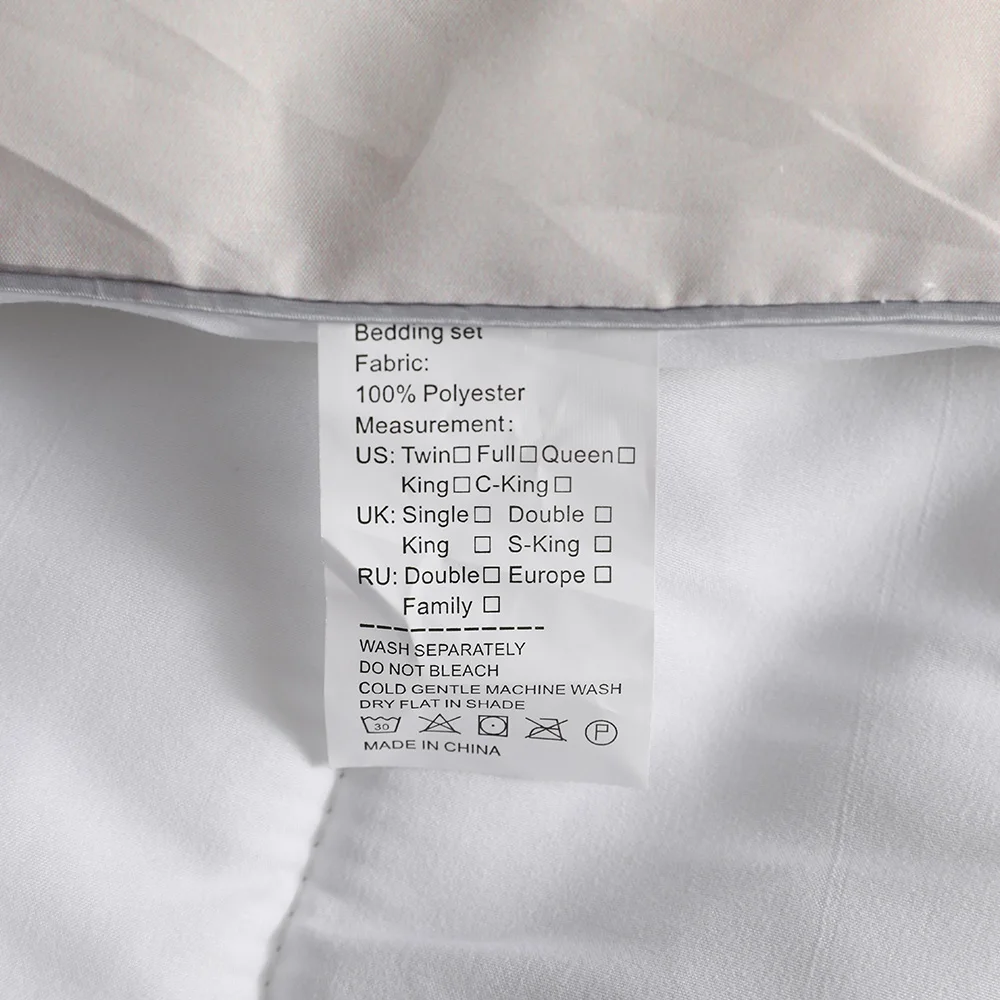 Bedding set
Fabric:
100% Polyester
Measurement:
US: Twin☐ Full☐ Queen☐
King☐ C-King☐
UK: Single☐ Double ☐
King ☐ S-King ☐
RU: Double☐ Europe ☐
Family ☐
WASH SEPARATELY
DO NOT BLEACH
COLD GENTLE MACHINE WASH
DRY FLAT IN SHADE
30 P
MADE IN CHINA